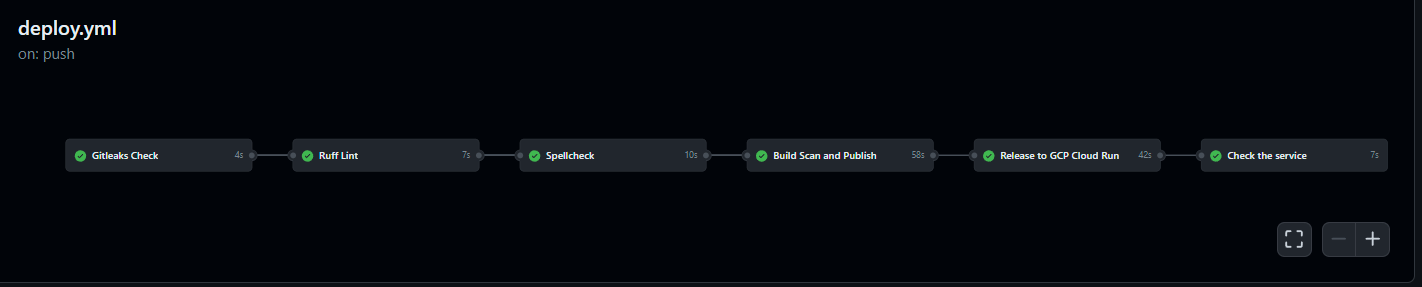 deploy.yml
on: push
Gitleaks Check 4s
Ruff Lint 7s
Spellcheck 10s
Build Scan and Publish 58s
Release to GCP Cloud Run 42s
Check the service 7s